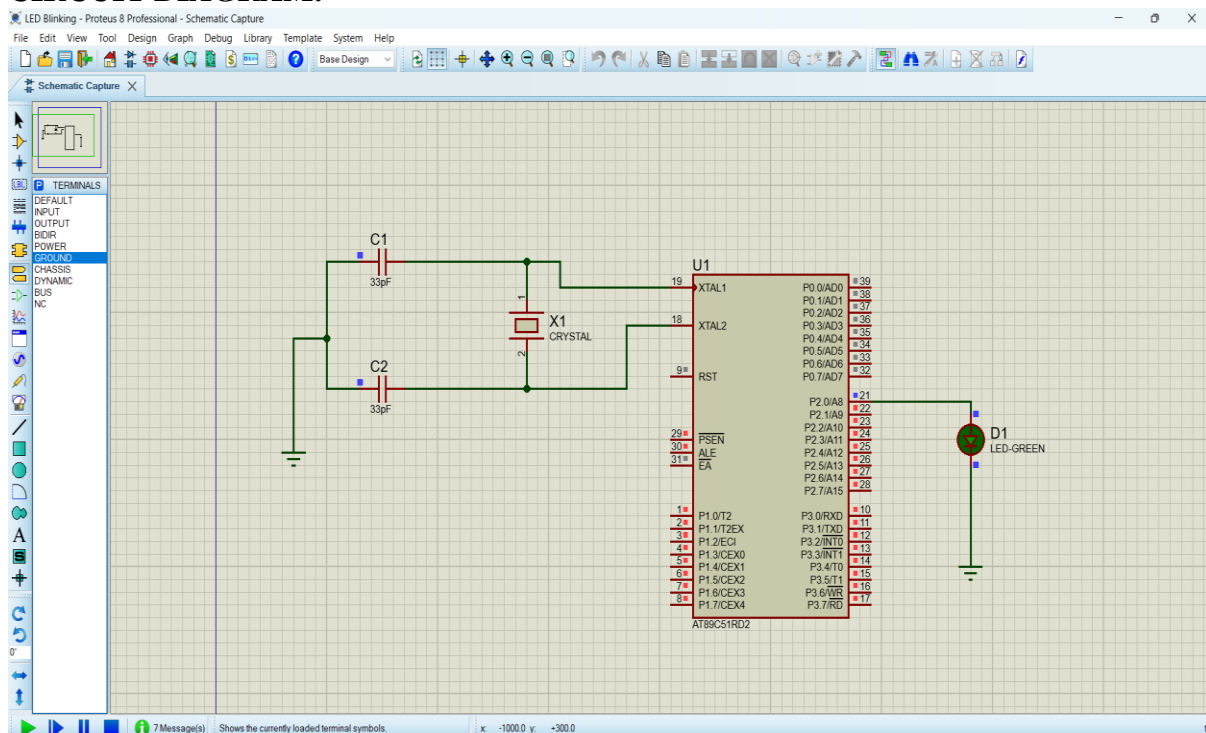 CIRCUIT DIAGRAM:
LED Blinking - Proteus 8 Professional - Schematic Capture
File Edit View Tool Design Graph Debug Library Template System Help
Base Design
Schematic Capture
LBL
P TERMINALS
DEFAULT
INPUT
OUTPUT
BIDIR
POWER
GROUND
CHASSIS
DYNAMIC
BUS
NC
A
S
0°
C1
33pF
C2
33pF
1
X1
CRYSTAL
2
U1
19 XTAL1
18 XTAL2
9 RST
29 PSEN
30 ALE
31 EA
1 P1.0/T2
2 P1.1/T2EX
3 P1.2/ECI
4 P1.3/CEX0
5 P1.4/CEX1
6 P1.5/CEX2
7 P1.6/CEX3
8 P1.7/CEX4
P0.0/AD0 39
P0.1/AD1 38
P0.2/AD2 37
P0.3/AD3 36
P0.4/AD4 35
P0.5/AD5 34
P0.6/AD6 33
P0.7/AD7 32
P2.0/A8 21
P2.1/A9 22
P2.2/A10 23
P2.3/A11 24
P2.4/A12 25
P2.5/A13 26
P2.6/A14 27
P2.7/A15 28
P3.0/RXD 10
P3.1/TXD 11
P3.2/INT0 12
P3.3/INT1 13
P3.4/T0 14
P3.5/T1 15
P3.6/WR 16
P3.7/RD 17
AT89C51RD2
D1
LED-GREEN
7 Message(s) Shows the currently loaded terminal symbols. x: -1000.0 y: +300.0